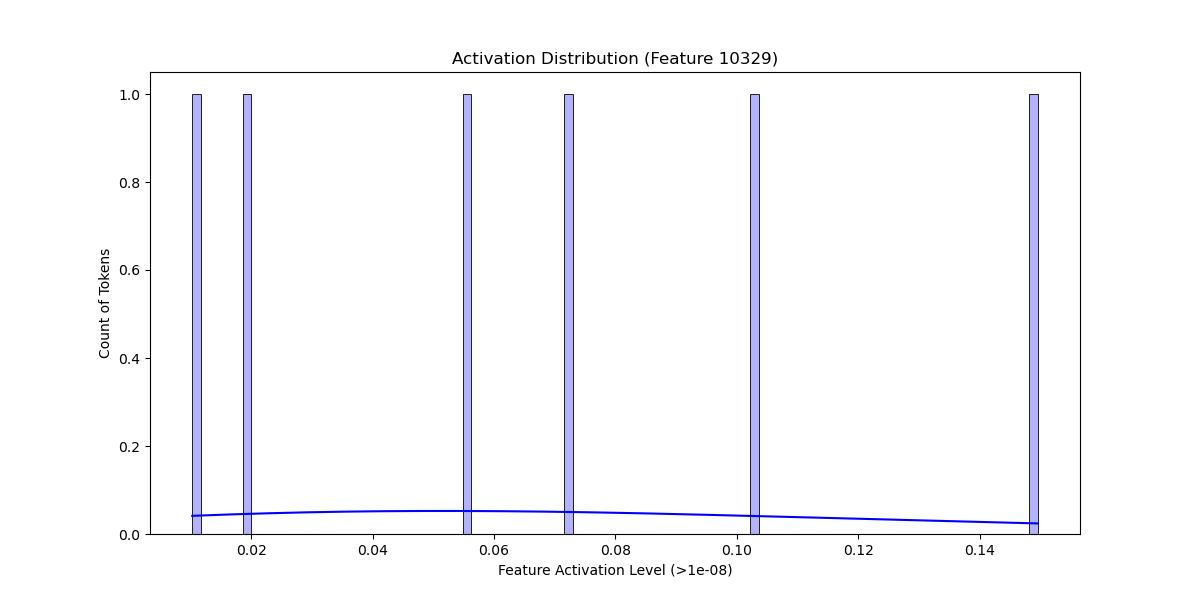 Activation Distribution (Feature 10329)
1.0
0.8
0.6
0.4
0.2
0.0
Count of Tokens
0.02 0.04 0.06 0.08 0.10 0.12 0.14
Feature Activation Level (>1e-08)